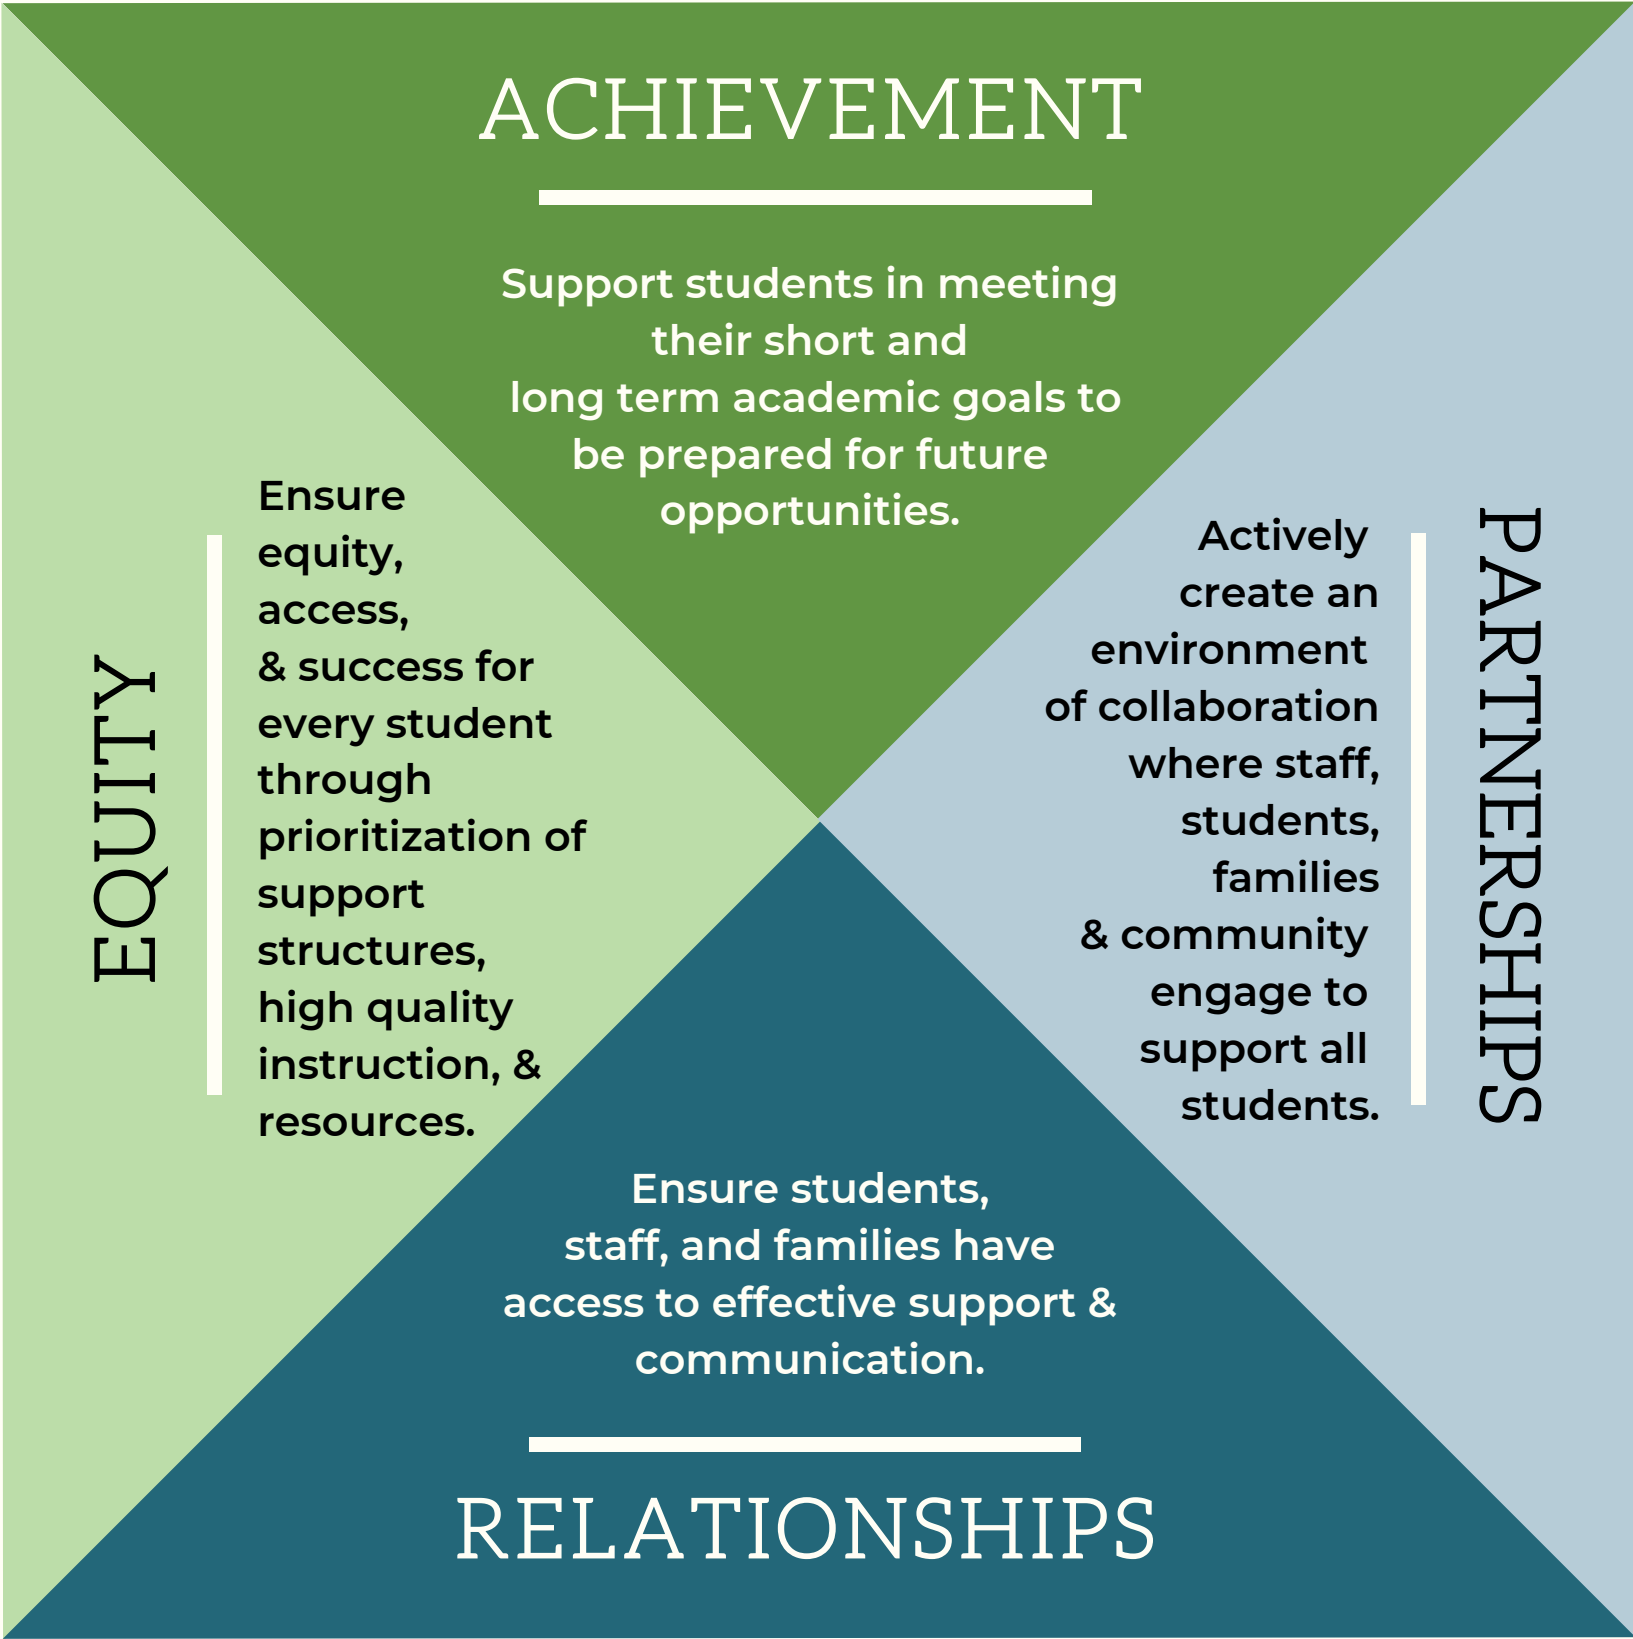 ACHIEVEMENT
Support students in meeting
their short and
long term academic goals to
be prepared for future
opportunities.
EQUITY
Ensure
equity,
access,
& success for
every student
through
prioritization of
support
structures,
high quality
instruction, &
resources.
Actively
create an
environment
of collaboration
where staff,
students,
families
& community
engage to
support all
students.
PARTNERSHIPS
Ensure students,
staff, and families have
access to effective support &
communication.
RELATIONSHIPS